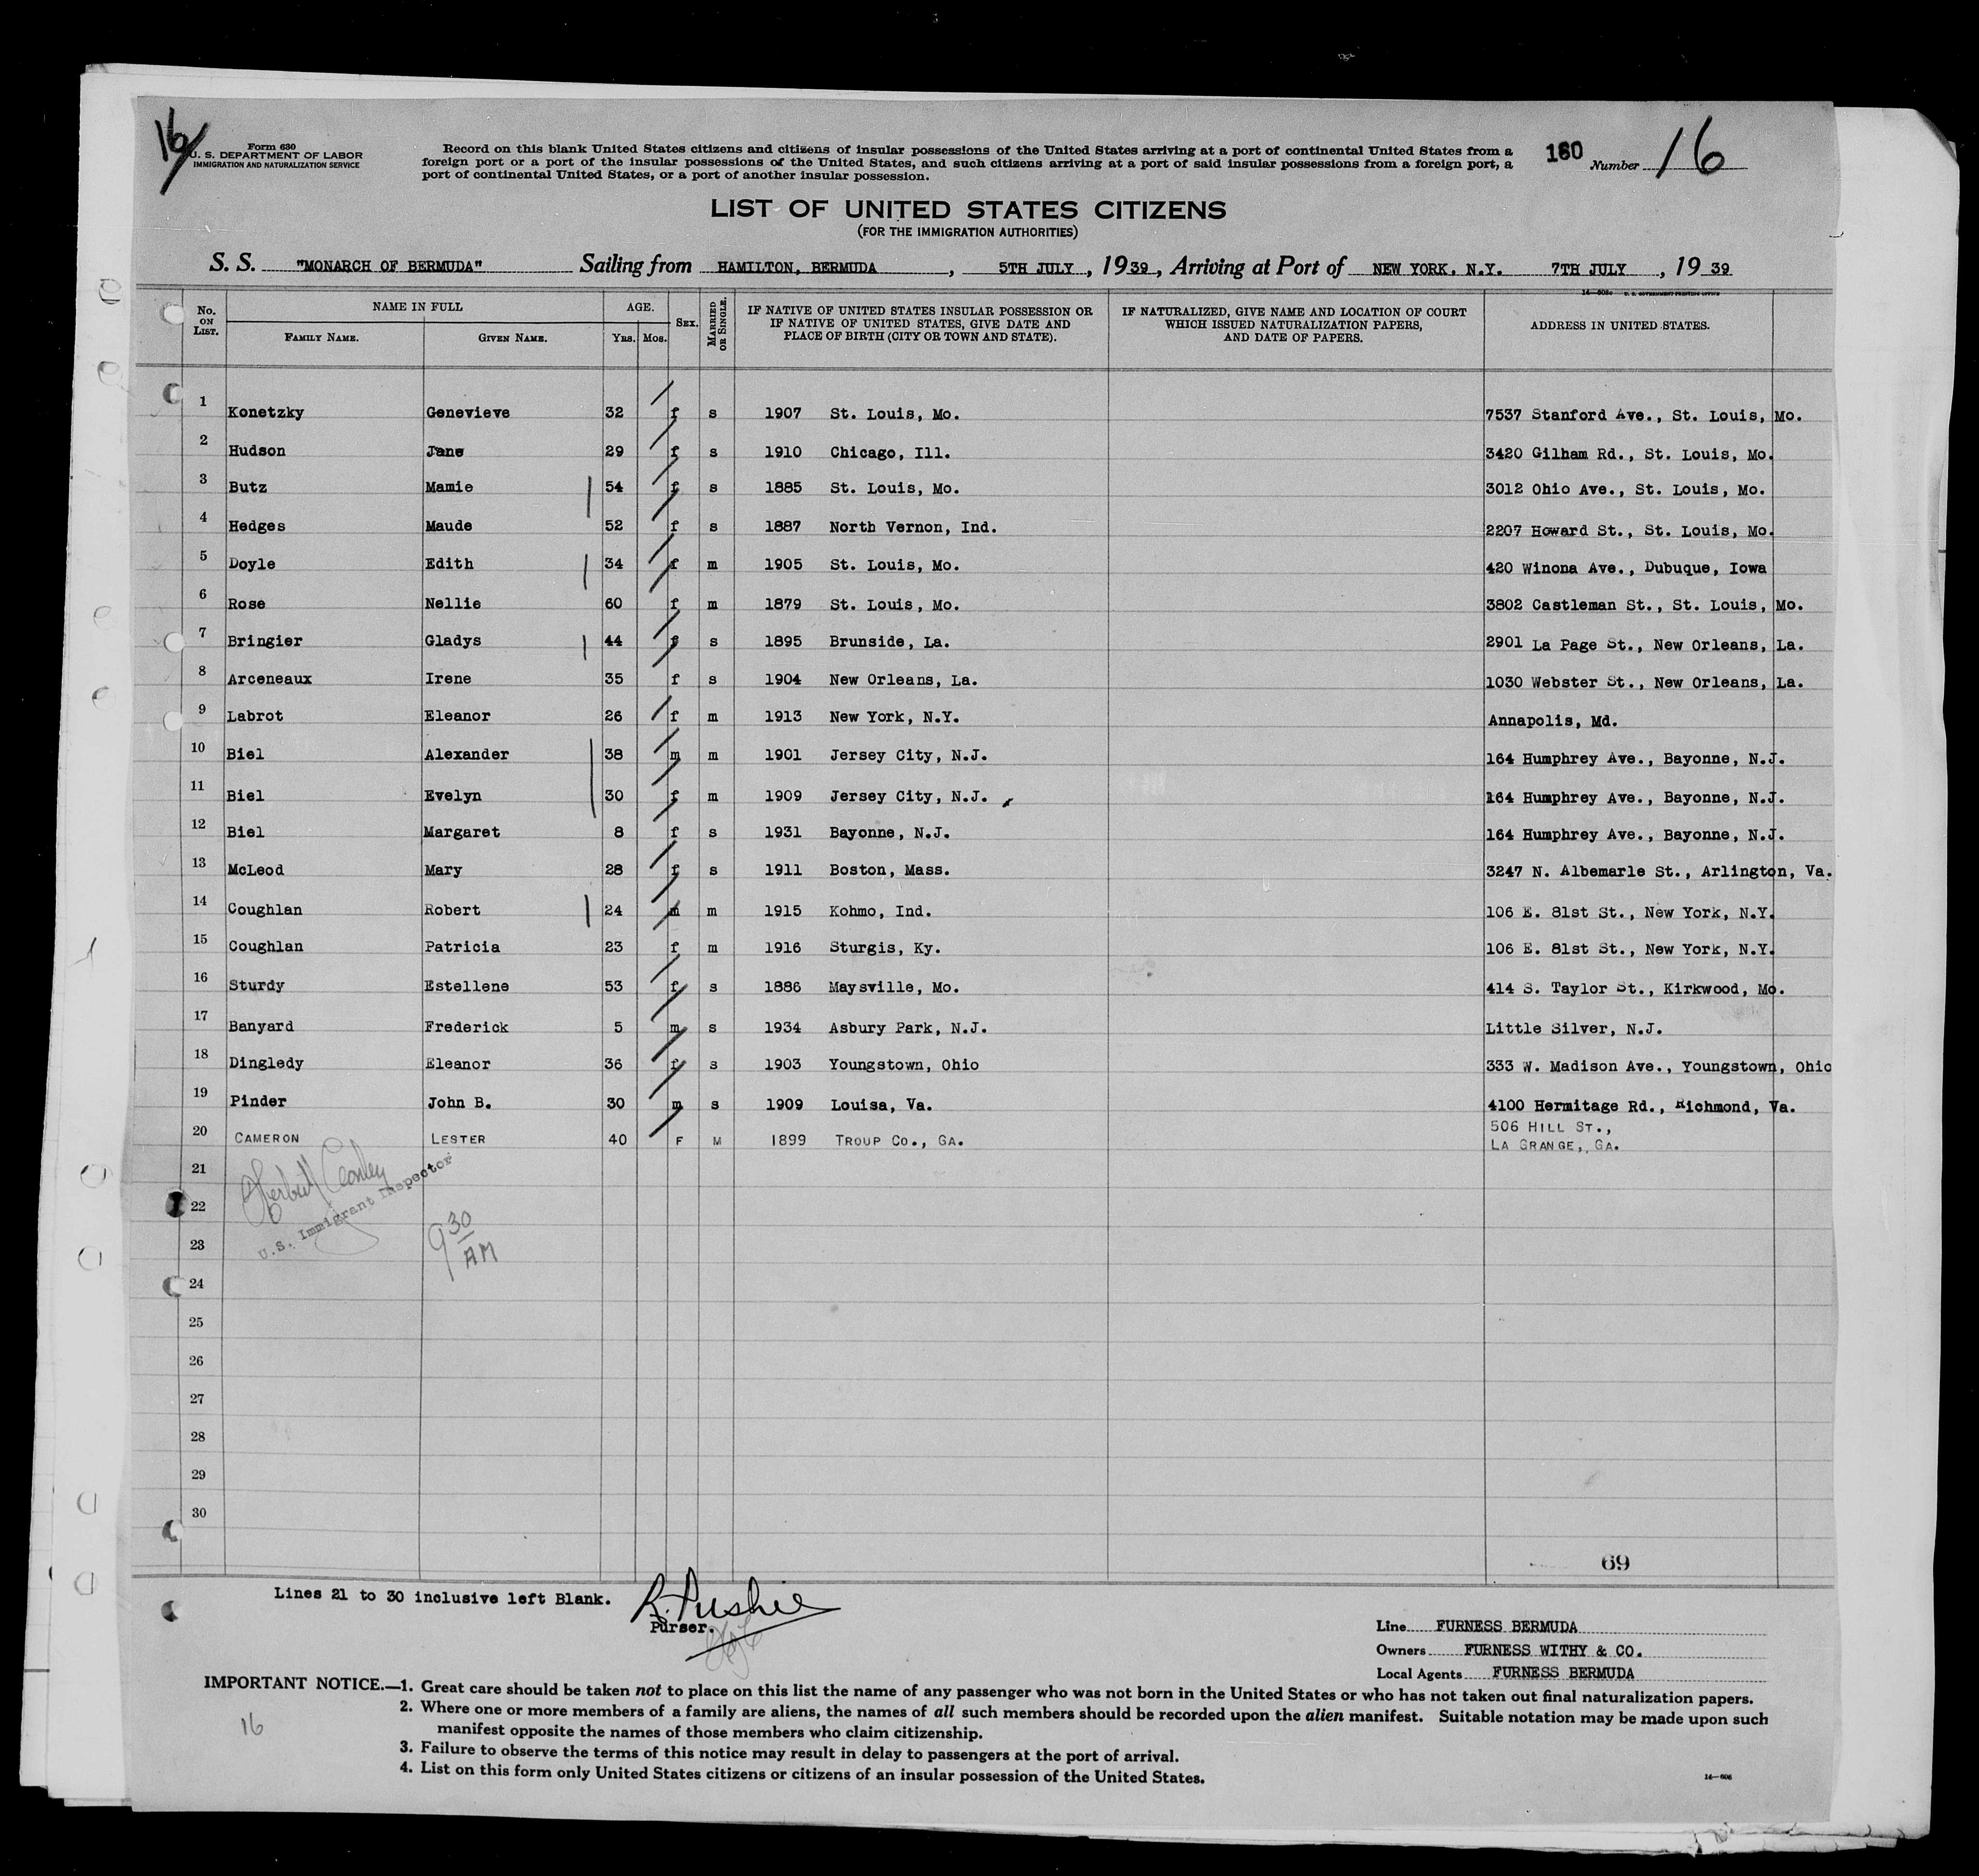 16
Form 630
U. S. DEPARTMENT OF LABOR
IMMIGRATION AND NATURALIZATION SERVICE
Record on this blank United States citizens and citizens of insular possessions of the United States arriving at a port of continental United States from a
foreign port or a port of the insular possessions of the United States, and such citizens arriving at a port of said insular possessions from a foreign port, a
port of continental United States, or a port of another insular possession.
160 Number 16
LIST OF UNITED STATES CITIZENS
(FOR THE IMMIGRATION AUTHORITIES)
S. S. "MONARCH OF BERMUDA" Sailing from HAMILTON, BERMUDA, 5TH JULY, 1939, Arriving at Port of NEW YORK. N.Y. 7TH JULY, 1939
No. ON LIST. NAME IN FULL FAMILY NAME. GIVEN NAME. AGE. YRS. MOS. SEX. MARRIED OR SINGLE. IF NATIVE OF UNITED STATES INSULAR POSSESSION OR IF NATIVE OF UNITED STATES, GIVE DATE AND PLACE OF BIRTH (CITY OR TOWN AND STATE). IF NATURALIZED, GIVE NAME AND LOCATION OF COURT WHICH ISSUED NATURALIZATION PAPERS, AND DATE OF PAPERS. ADDRESS IN UNITED STATES.
1 Konetzky Genevieve 32 f s 1907 St. Louis, Mo. 7537 Stanford Ave., St. Louis, Mo.
2 Hudson Jane 29 f s 1910 Chicago, Ill. 3420 Gilham Rd., St. Louis, Mo.
3 Butz Mamie 54 f s 1885 St. Louis, Mo. 3012 Ohio Ave., St. Louis, Mo.
4 Hedges Maude 52 f s 1887 North Vernon, Ind. 2207 Howard St., St. Louis, Mo.
5 Doyle Edith 34 f m 1905 St. Louis, Mo. 420 Winona Ave., Dubuque, Iowa
6 Rose Nellie 60 f m 1879 St. Louis, Mo. 3802 Castleman St., St. Louis, Mo.
7 Bringier Gladys 44 f s 1895 Brunside, La. 2901 La Page St., New Orleans, La.
8 Arceneaux Irene 35 f s 1904 New Orleans, La. 1030 Webster St., New Orleans, La.
9 Labrot Eleanor 26 f m 1913 New York, N.Y. Annapolis, Md.
10 Biel Alexander 38 m m 1901 Jersey City, N.J. 164 Humphrey Ave., Bayonne, N.J.
11 Biel Evelyn 30 f m 1909 Jersey City, N.J. 164 Humphrey Ave., Bayonne, N.J.
12 Biel Margaret 8 f s 1931 Bayonne, N.J. 164 Humphrey Ave., Bayonne, N.J.
13 McLeod Mary 28 f s 1911 Boston, Mass. 3247 N. Albemarle St., Arlington, Va.
14 Coughlan Robert 24 m m 1915 Kohmo, Ind. 106 E. 81st St., New York, N.Y.
15 Coughlan Patricia 23 f m 1916 Sturgis, Ky. 106 E. 81st St., New York, N.Y.
16 Sturdy Estellene 53 f s 1886 Maysville, Mo. 414 S. Taylor St., Kirkwood, Mo.
17 Banyard Frederick 5 m s 1934 Asbury Park, N.J. Little Silver, N.J.
18 Dingledy Eleanor 36 f s 1903 Youngstown, Ohio 333 W. Madison Ave., Youngstown, Ohio
19 Pinder John B. 30 m s 1909 Louisa, Va. 4100 Hermitage Rd., Richmond, Va.
20 CAMERON LESTER 40 F M 1899 TROUP CO., GA. 506 HILL ST.,
LA GRANGE, GA.
21
22
U.S. Immigrant Inspector
23
9 30 AM
24
25
26
27
28
29
30
69
Lines 21 to 30 inclusive left Blank.
Purser.
Line FURNESS BERMUDA
Owners FURNESS WITHY & CO.
Local Agents FURNESS BERMUDA
IMPORTANT NOTICE.—1. Great care should be taken not to place on this list the name of any passenger who was not born in the United States or who has not taken out final naturalization papers.
2. Where one or more members of a family are aliens, the names of all such members should be recorded upon the alien manifest. Suitable notation may be made upon such
manifest opposite the names of those members who claim citizenship.
3. Failure to observe the terms of this notice may result in delay to passengers at the port of arrival.
4. List on this form only United States citizens or citizens of an insular possession of the United States.
16
14—606